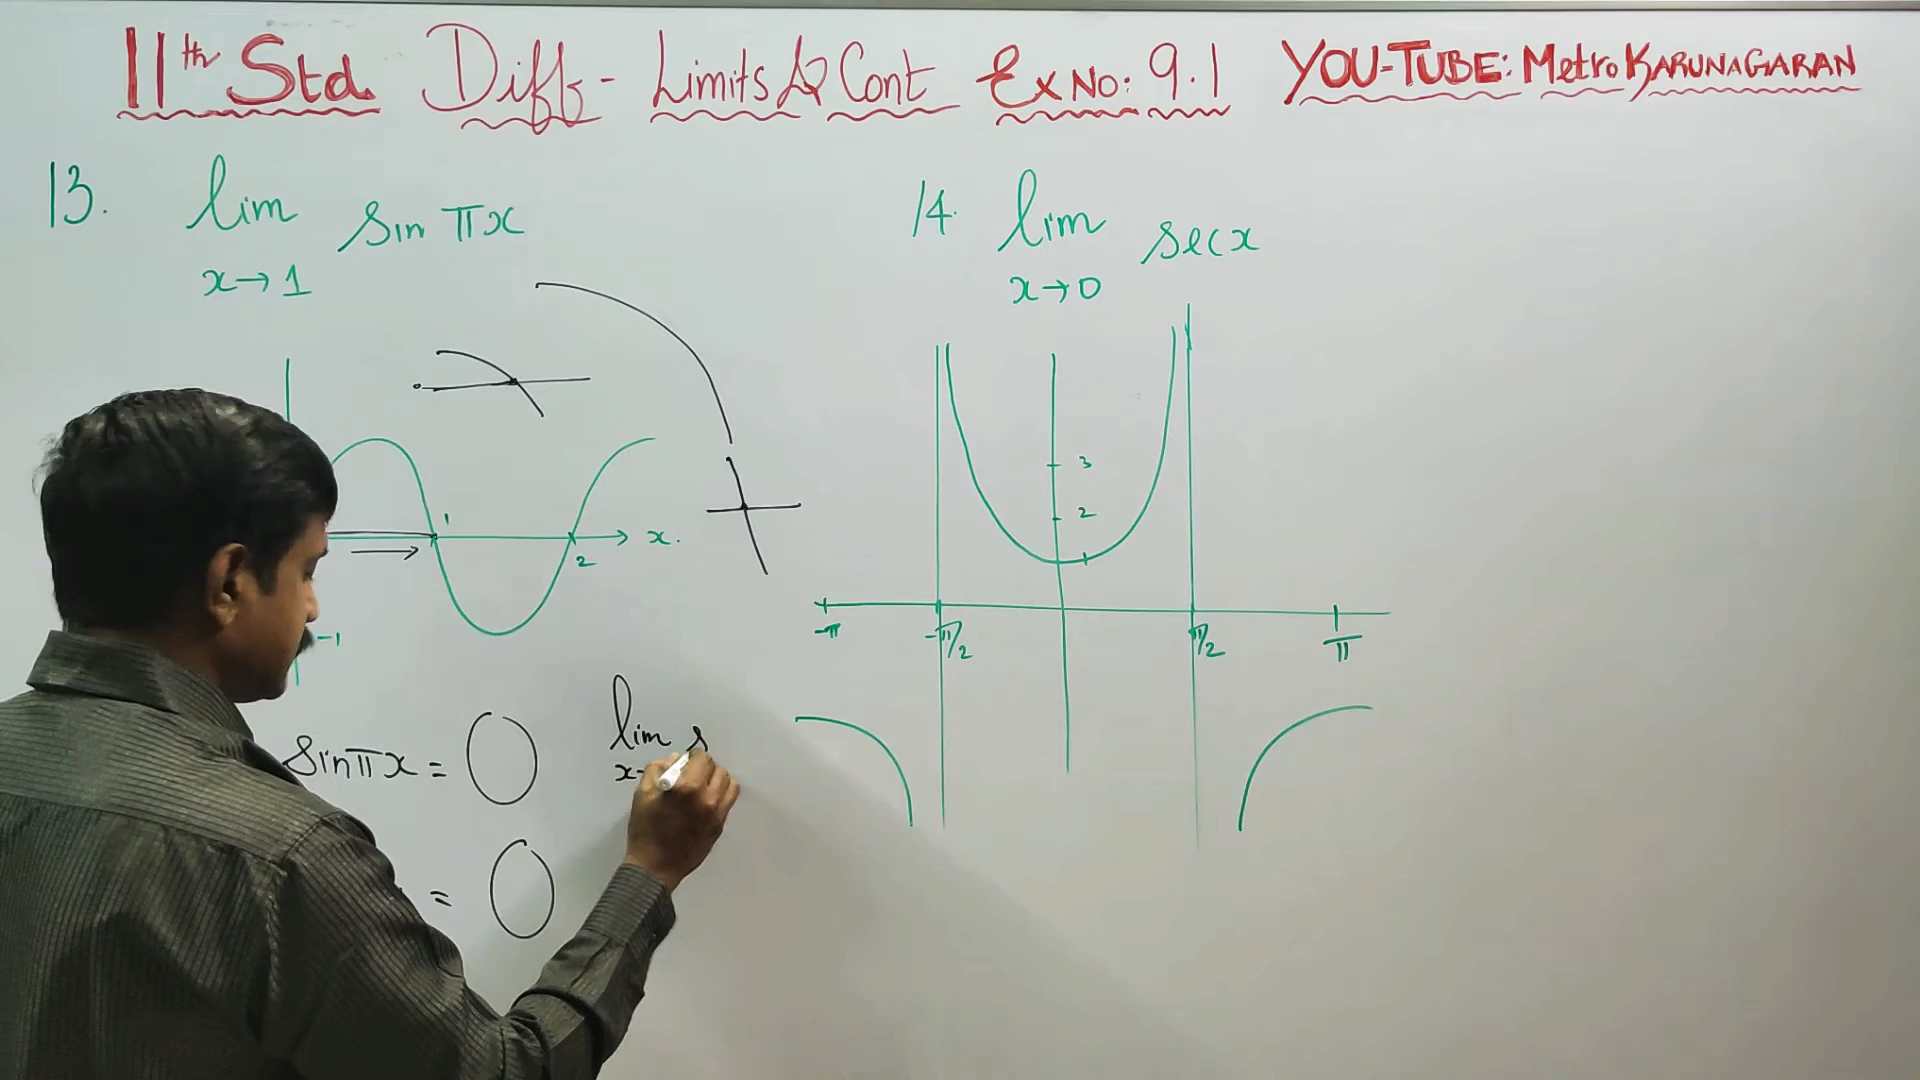 11th Std. Diff - Limits & Cont Ex No: 9.1 YOU-TUBE: Metro KARUNAGARAN
13. lim sin πx
x→1
14. lim secx
x→0
1
x.
2
-1
3
2
1
-π
-π/2
π/2
π
sinπx = 0
lim s
x-
= 0